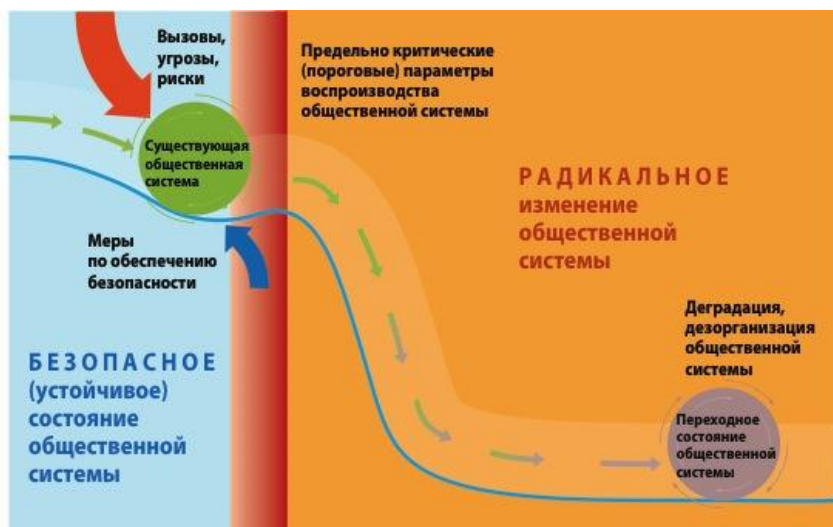 Вызовы,
угрозы,
риски
Предельно критические
(пороговые) параметры
воспроизводства
общественной системы
Существующая
общественная
система
РАДИКАЛЬНОЕ
изменение
общественной
системы
Меры
по обеспечению
безопасности
Деградация,
дезорганизация
общественной
системы
БЕЗОПАСНОЕ
(устойчивое)
состояние
общественной
системы
Переходное
состояние
общественной
системы